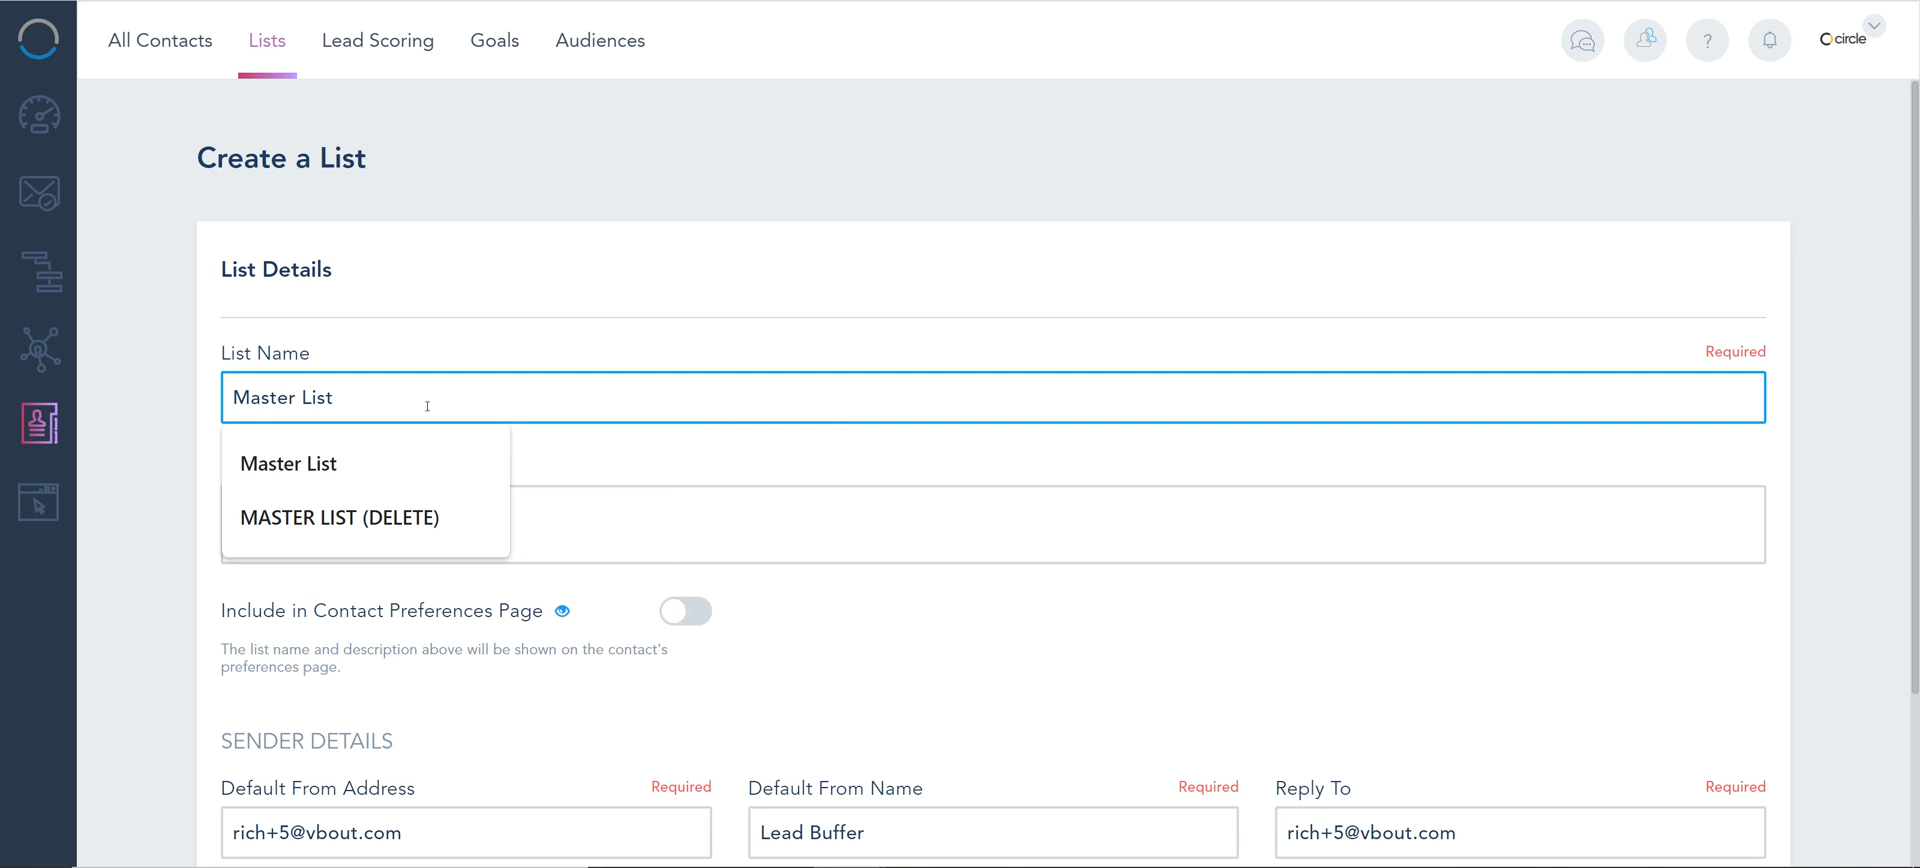 All Contacts Lists Lead Scoring Goals Audiences ? circle
Create a List
List Details
List Name Required
Master List
Master List
MASTER LIST (DELETE)
Include in Contact Preferences Page
The list name and description above will be shown on the contact's
preferences page.
SENDER DETAILS
Default From Address Required Default From Name Required Reply To Required
rich+5@vbout.com Lead Buffer rich+5@vbout.com